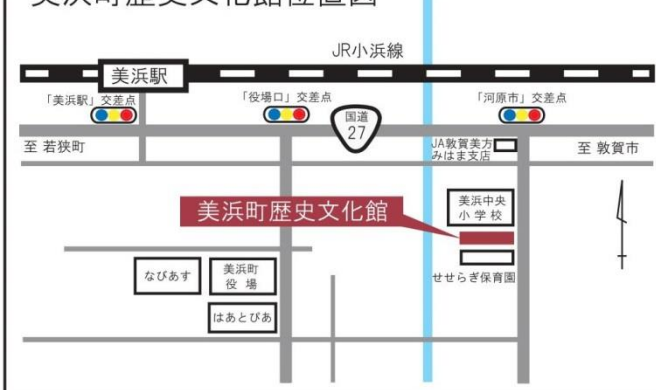 美浜町歴史文化館位置図
JR小浜線
美浜駅
「美浜駅」交差点
「役場口」交差点
「河原市」交差点
国道
27
至 若狭町
JA敦賀美方
みはま支店
至 敦賀市
美浜町歴史文化館
美浜中央
小学校
なびあす
美浜町
役場
せせらぎ保育園
はあとぴあ